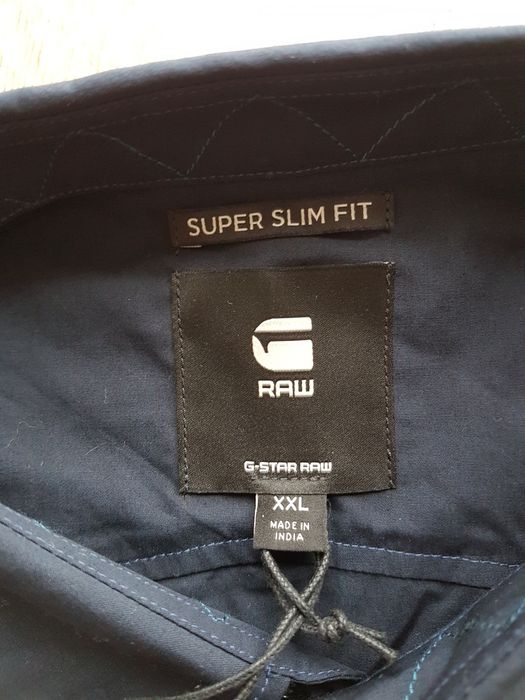 SUPER SLIM FIT
RAW
G-STAR RAW
XXL
MADE IN
INDIA